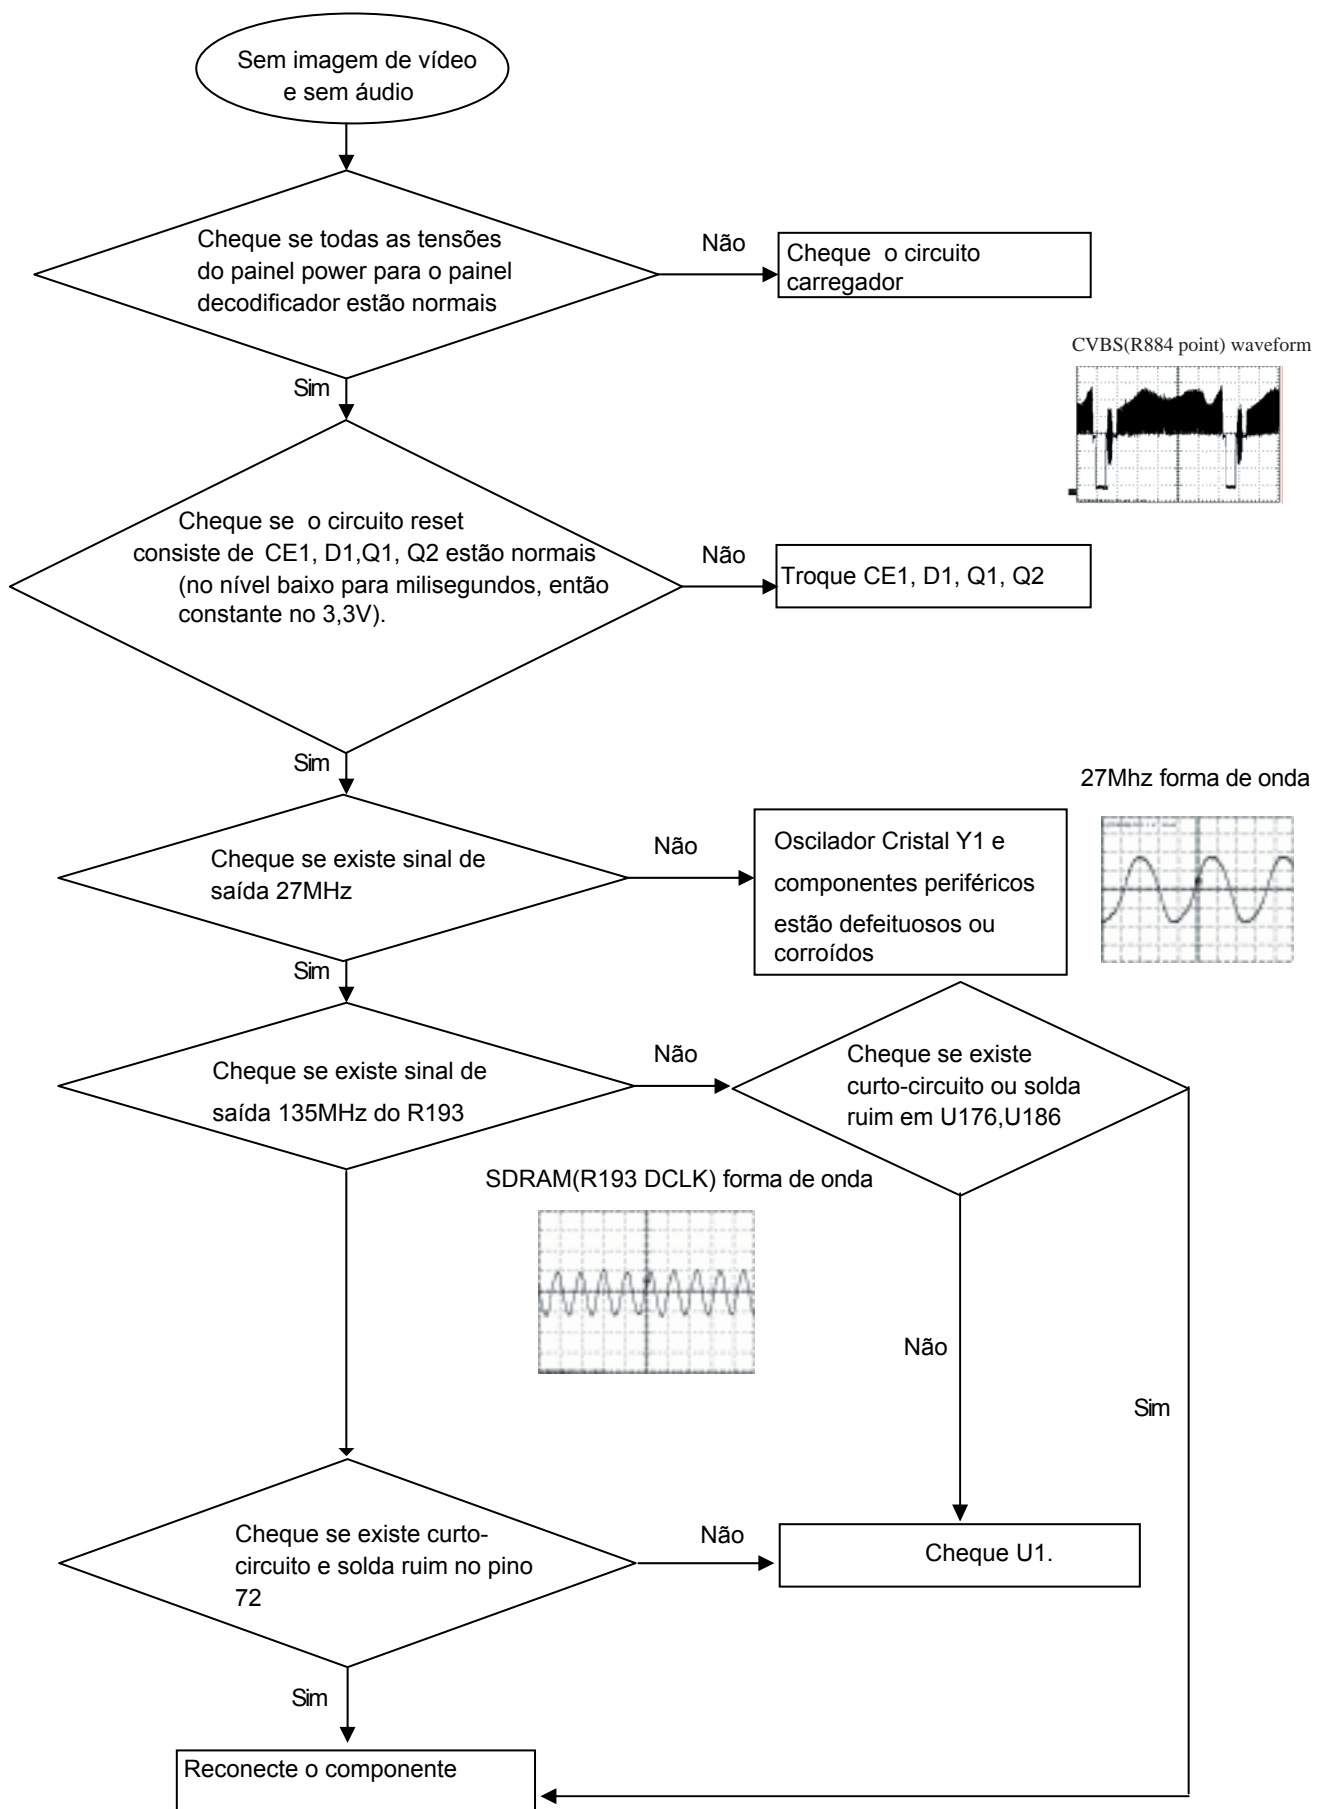 Sem imagem de vídeo
e sem áudio
Cheque se todas as tensões
do painel power para o painel
decodificador estão normais
Não
Cheque o circuito
carregador
CVBS(R884 point) waveform
Sim
Cheque se o circuito reset
consiste de CE1, D1,Q1, Q2 estão normais
(no nível baixo para milisegundos, então
constante no 3,3V).
Não
Troque CE1, D1, Q1, Q2
Sim
27Mhz forma de onda
Cheque se existe sinal de
saída 27MHz
Não
Oscilador Cristal Y1 e
componentes periféricos
estão defeituosos ou
corroídos
Sim
Cheque se existe sinal de
saída 135MHz do R193
Não
Cheque se existe
curto-circuito ou solda
ruim em U176,U186
SDRAM(R193 DCLK) forma de onda
Não
Sim
Cheque se existe curto-
circuito e solda ruim no pino
72
Não
Cheque U1.
Sim
Reconecte o componente